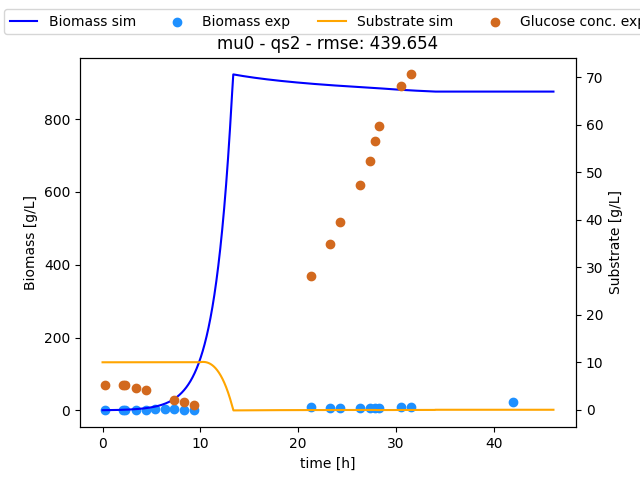 Biomass sim Biomass exp Substrate sim Glucose conc. exp
mu0 - qs2 - rmse: 439.654
800
600
400
200
0
Biomass [g/L]
70
60
50
40
30
20
10
0
Substrate [g/L]
0 10 20 30 40
time [h]